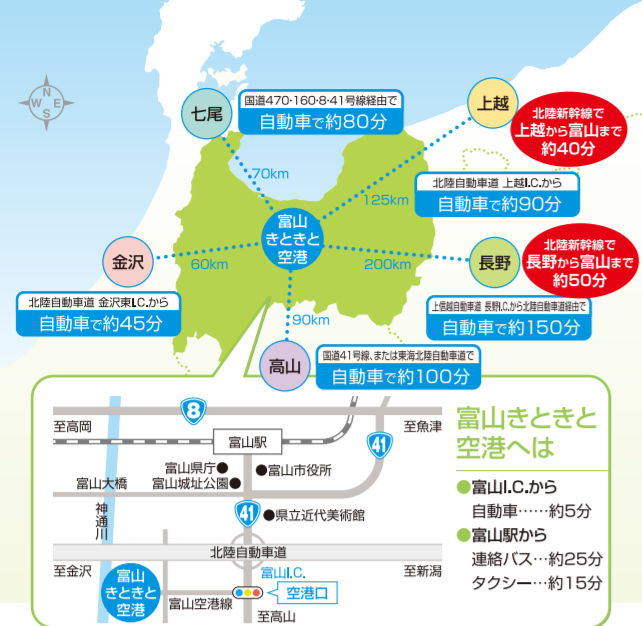 N
W
E
S
七尾
国道470・160・8・41号線経由で
自動車で約80分
上越
北陸新幹線で
上越から富山まで
約40分
70km
125km
北陸自動車道 上越I.C.から
自動車で約90分
富山
きときと
空港
金沢
60km
200km
長野
北陸新幹線で
長野から富山まで
約50分
北陸自動車道 金沢東I.C.から
自動車で約45分
上信越自動車道 長野I.C.から北陸自動車道経由で
自動車で約150分
90km
高山
国道41号線、または東海北陸自動車道で
自動車で約100分
8
至高岡
至魚津
富山駅
41
富山県庁●
●富山市役所
富山大橋
富山城址公園●
神通川
41
●県立近代美術館
北陸自動車道
至金沢
富山I.C.
至新潟
富山
きときと
空港
空港口
富山空港線
至高山
富山きときと
空港へは
●富山I.C.から
自動車……約5分
●富山駅から
連絡バス…約25分
タクシー…約15分